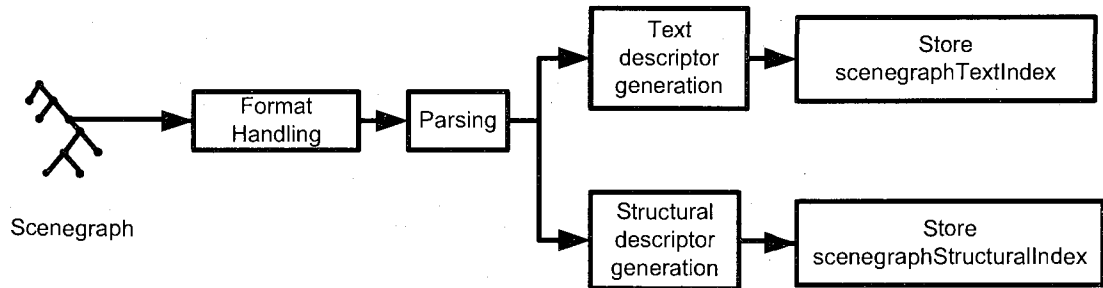 Scenegraph
Format
Handling
Parsing
Text
descriptor
generation
Store
scenegraphTextIndex
Structural
descriptor
generation
Store
scenegraphStructuralIndex